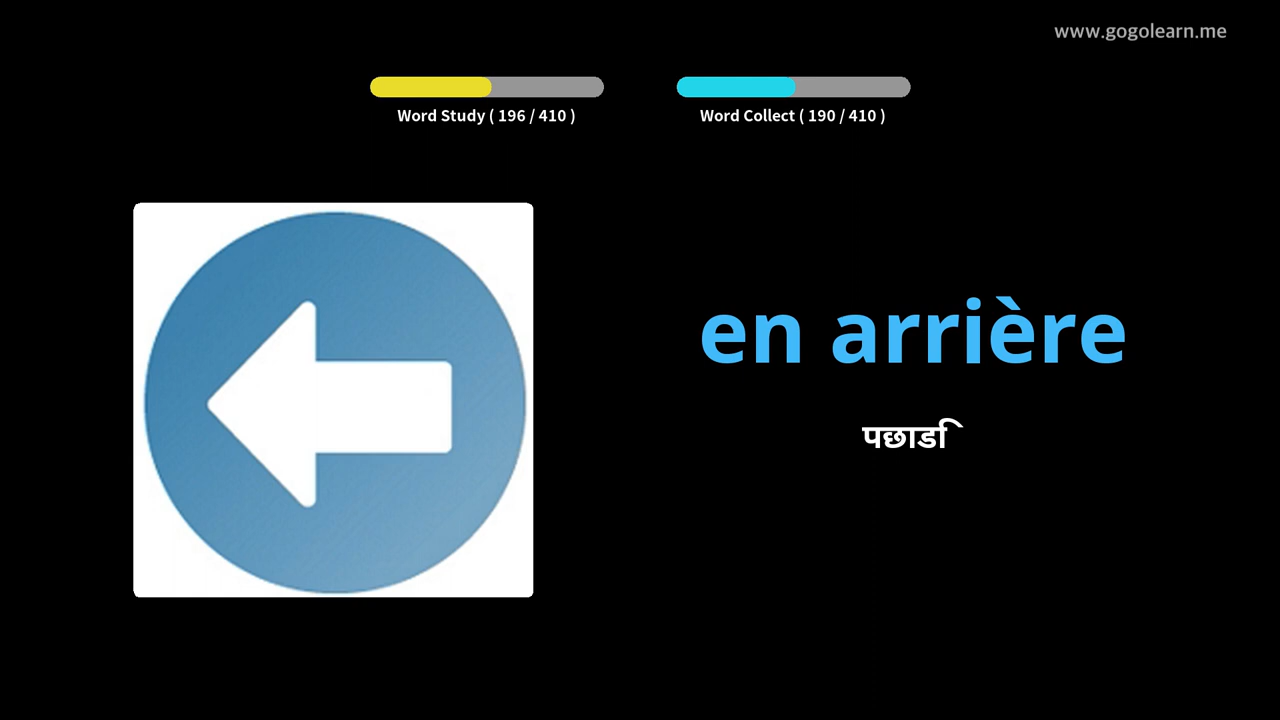 www.gogolearn.me
Word Study ( 196 / 410 )
Word Collect ( 190 / 410 )
en arrière
पछाडि